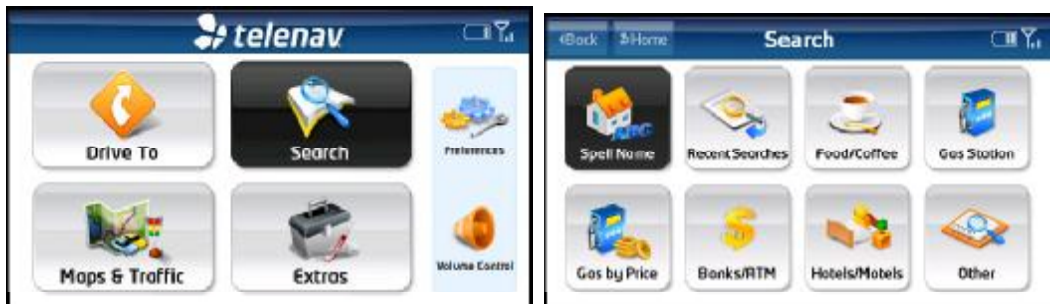 telenav
Drive To
Search
Preferences
Maps & Traffic
Extras
Volume Control
‹Back
Home
Search
Spell Name
ABC
Recent Searches
Food/Coffee
Gas Station
Gas by Price
Banks/ATM
Hotels/Motels
Other